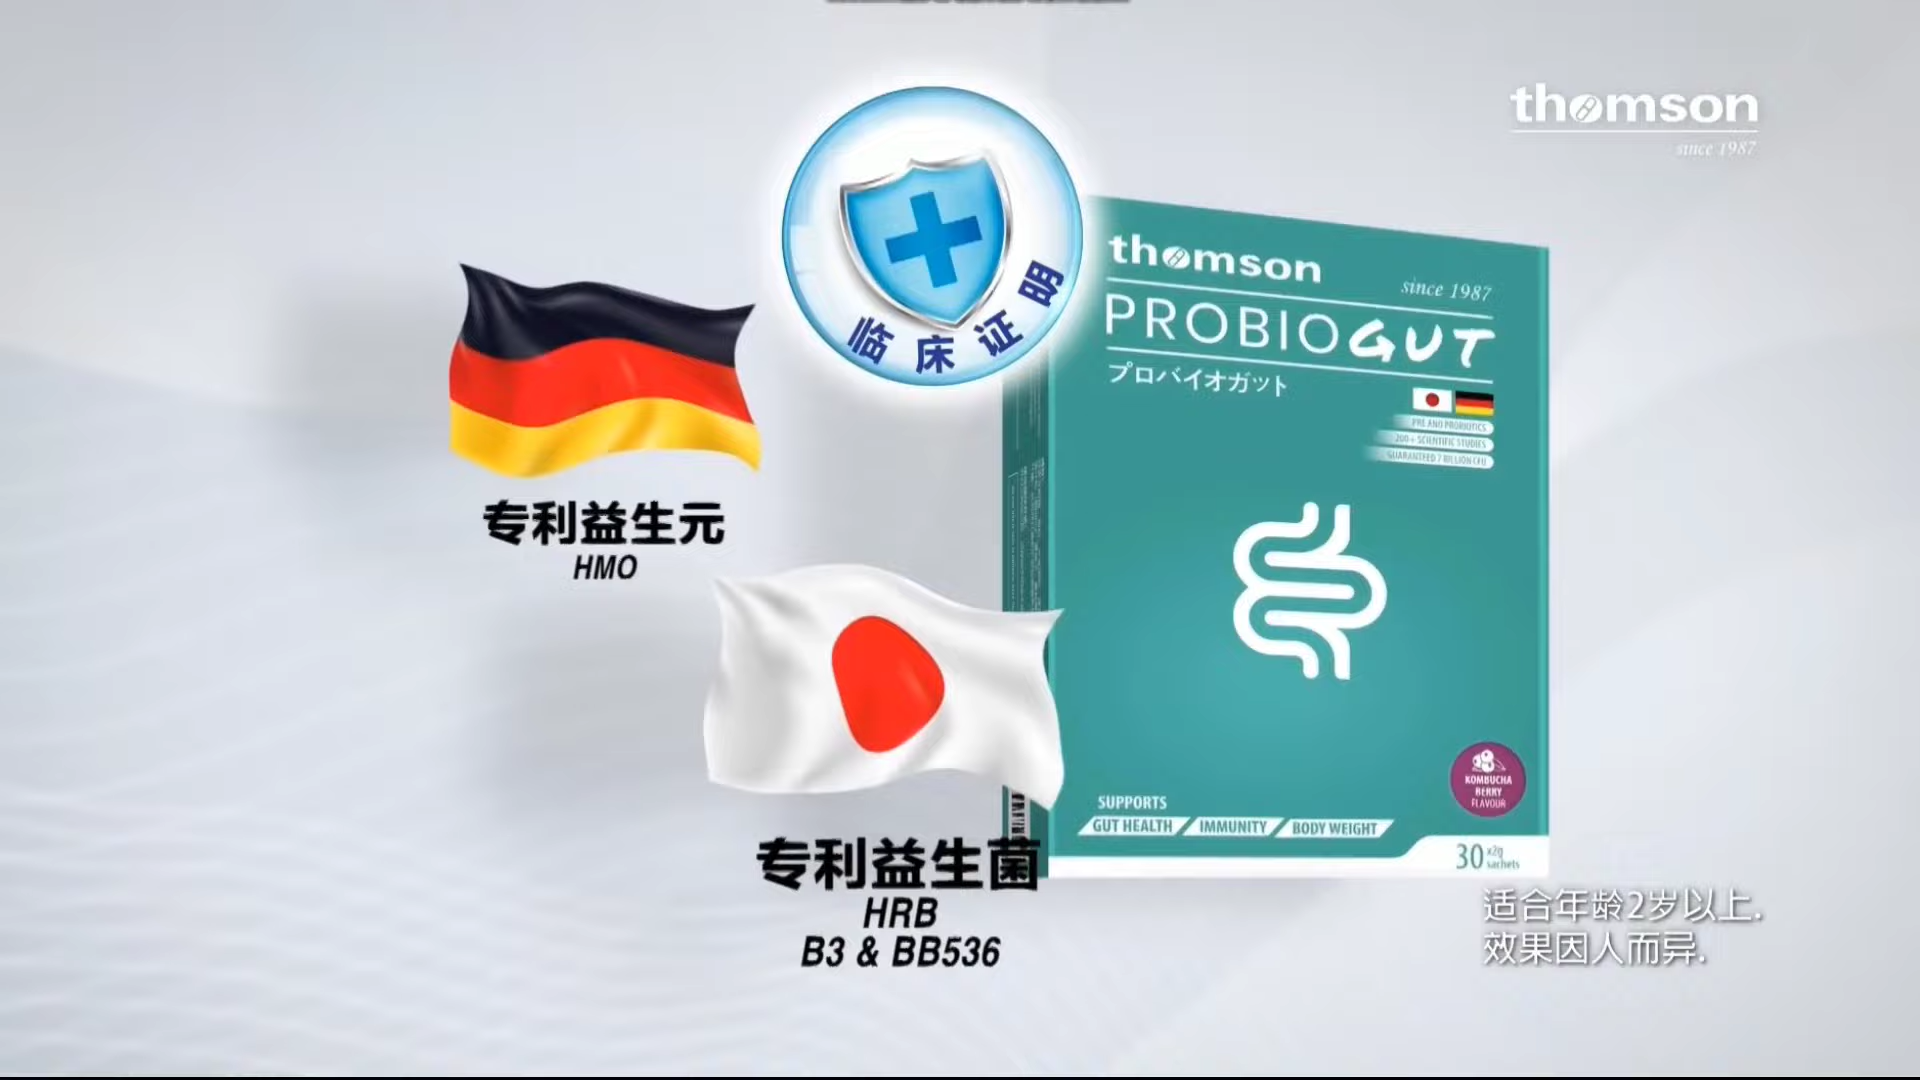 thomson
since 1987
临床证明
专利益生元
HMO
专利益生菌
HRB
B3 & BB536
thomson
since 1987
PROBIOGUT
プロバイオガット
PRE AND PROBIOTICS
200+ SCIENTIFIC STUDIES
GUARANTEED 7 BILLION CFU
KOMBUCHA
BERRY
FLAVOUR
SUPPORTS
GUT HEALTH IMMUNITY BODY WEIGHT
30 x2g
sachets
适合年龄2岁以上.
效果因人而异.